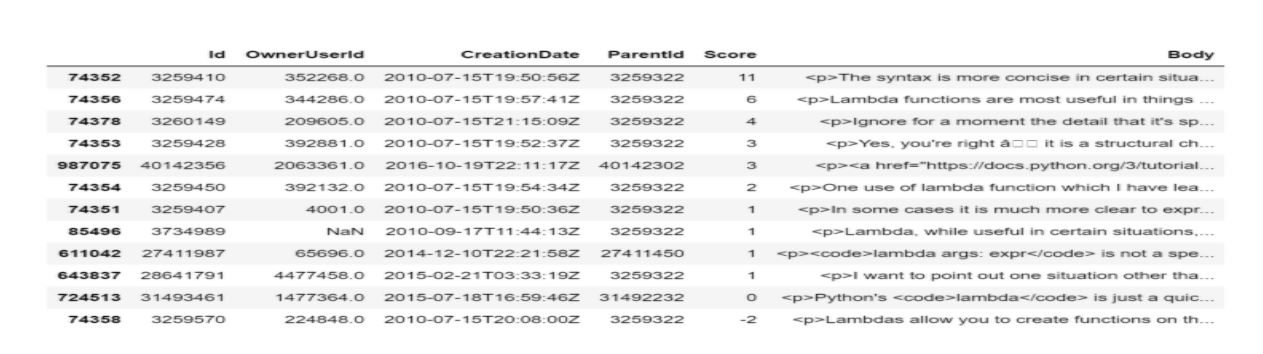 Id OwnerUserId CreationDate ParentId Score Body
74352 3259410 352268.0 2010-07-15T19:50:56Z 3259322 11 <p>The syntax is more concise in certain situa...
74356 3259474 344286.0 2010-07-15T19:57:41Z 3259322 6 <p>Lambda functions are most useful in things ...
74378 3260149 209605.0 2010-07-15T21:15:09Z 3259322 4 <p>Ignore for a moment the detail that it's sp...
74353 3259428 392881.0 2010-07-15T19:52:37Z 3259322 3 <p>Yes, you're right â□□ it is a structural ch...
987075 40142356 2063361.0 2016-10-19T22:11:17Z 40142302 3 <p><a href="https://docs.python.org/3/tutorial...
74354 3259450 392132.0 2010-07-15T19:54:34Z 3259322 2 <p>One use of lambda function which I have lea...
74351 3259407 4001.0 2010-07-15T19:50:36Z 3259322 1 <p>In some cases it is much more clear to expr...
85496 3734989 NaN 2010-09-17T11:44:13Z 3259322 1 <p>Lambda, while useful in certain situations,...
611042 27411987 65696.0 2014-12-10T22:21:58Z 27411450 1 <p><code>lambda args: expr</code> is not a spe...
643837 28641791 4477458.0 2015-02-21T03:33:19Z 3259322 1 <p>I want to point out one situation other tha...
724513 31493461 1477364.0 2015-07-18T16:59:46Z 31492232 0 <p>Python's <code>lambda</code> is just a quic...
74358 3259570 224848.0 2010-07-15T20:08:00Z 3259322 -2 <p>Lambdas allow you to create functions on th...